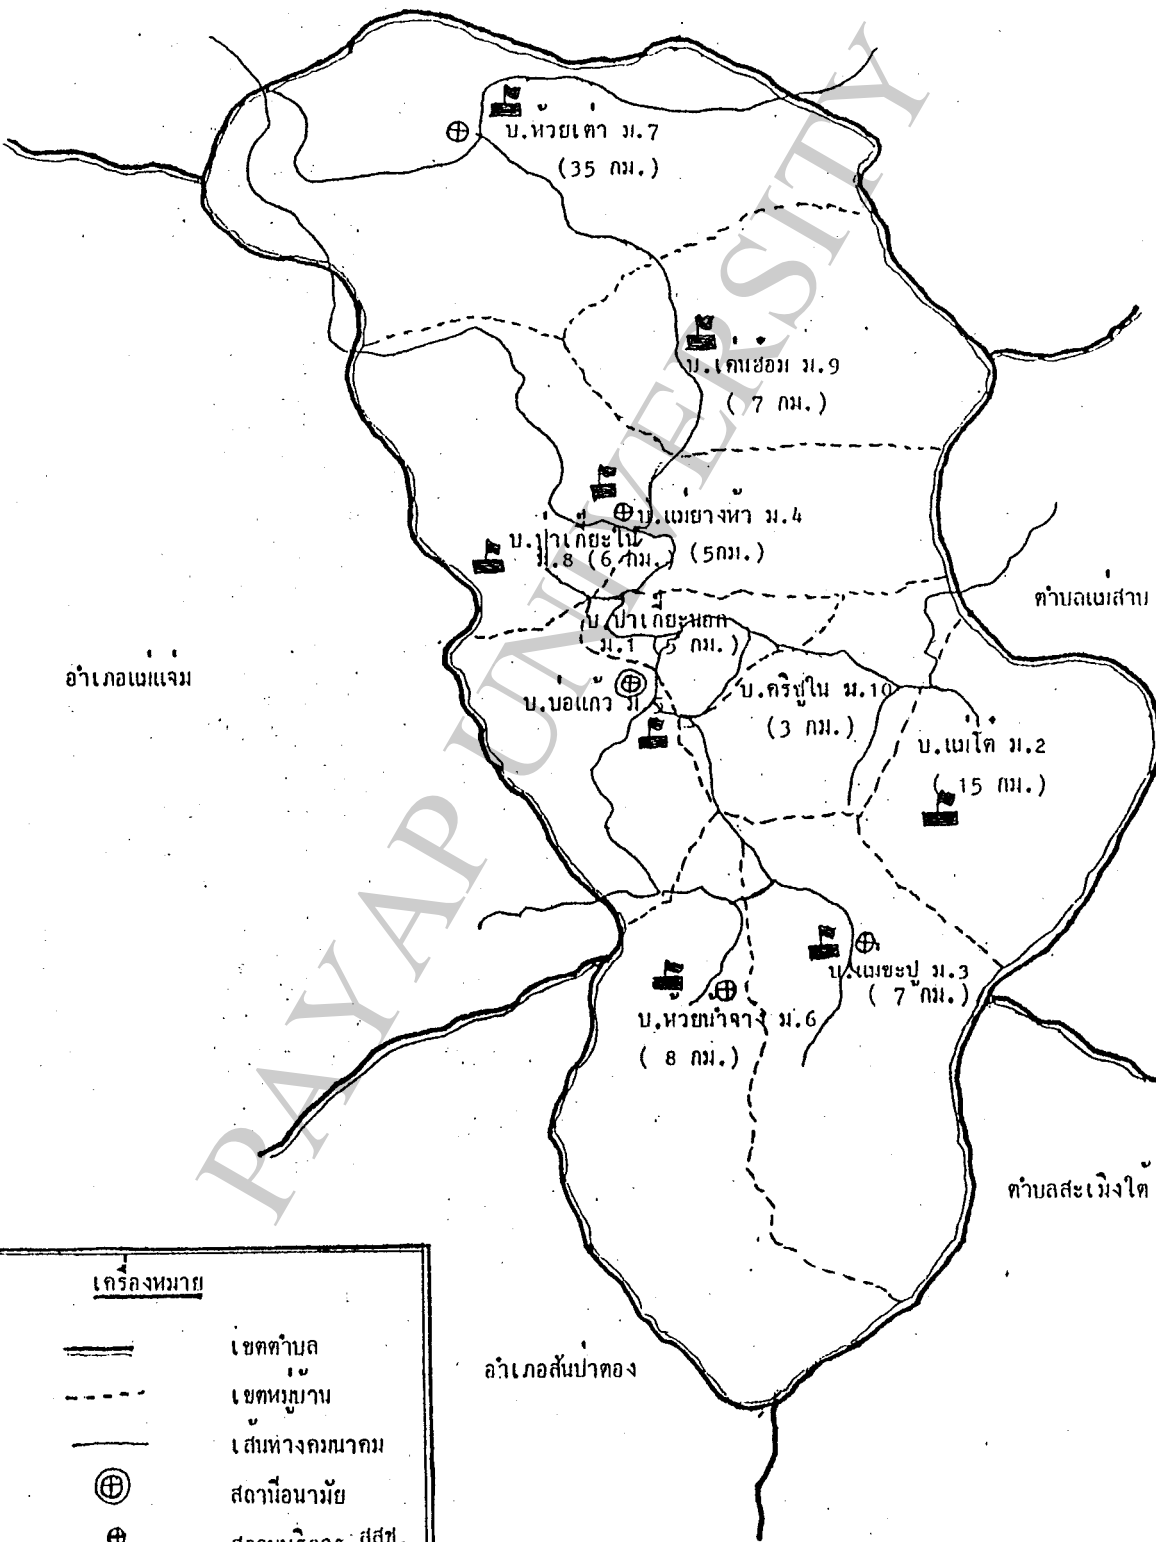 บ.ห้วยเต่า ม.7
(35 กม.)
บ.เด่นฮ่อม ม.9
( 7 กม.)
บ.แม่ยางห้า ม.4
(5กม.)
บ.ป่าเกี๊ยะใน
ม.8 (6 กม.)
ตำบลแม่สาบ
บ.ป่าเกี๊ยะนอก
ม.1 (5 กม.)
อำเภอแม่แจ่ม
บ.บ่อแก้ว ม.5
บ.ศริชูใน ม.10
(3 กม.)
บ.แม่โต๋ ม.2
( 15 กม.)
บ.แม่ขะปู ม.3
( 7 กม.)
บ.ห้วยน้ำจาง ม.6
( 8 กม.)
ตำบลสะเมิงใต้
อำเภอสันป่าตอง
เครื่องหมาย
เขตตำบล
เขตหมู่บ้าน
เส้นทางคมนาคม
สถานีอนามัย
สสช.
PAYAP UNIVERSITY